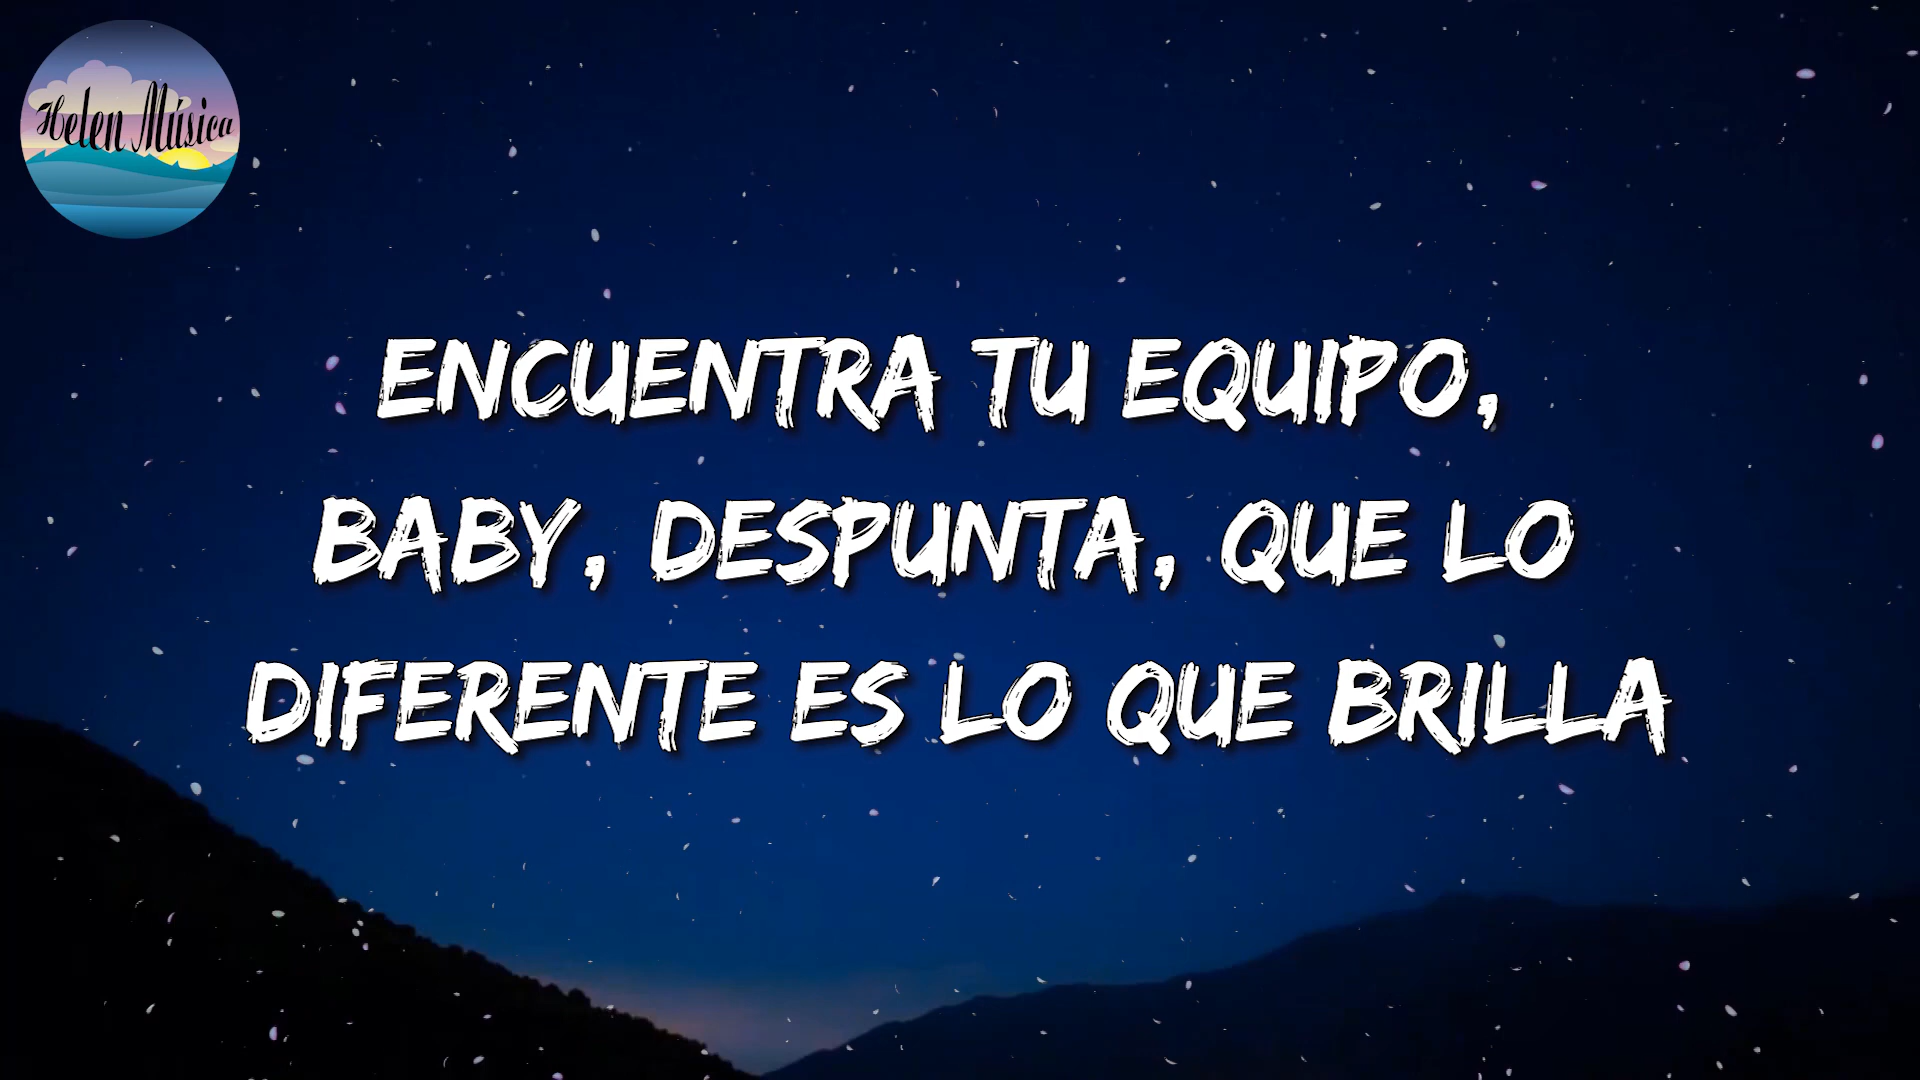 Helen Música
ENCUENTRA TU EQUIPO,
BABY, DESPUNTA, QUE LO
DIFERENTE ES LO QUE BRILLA